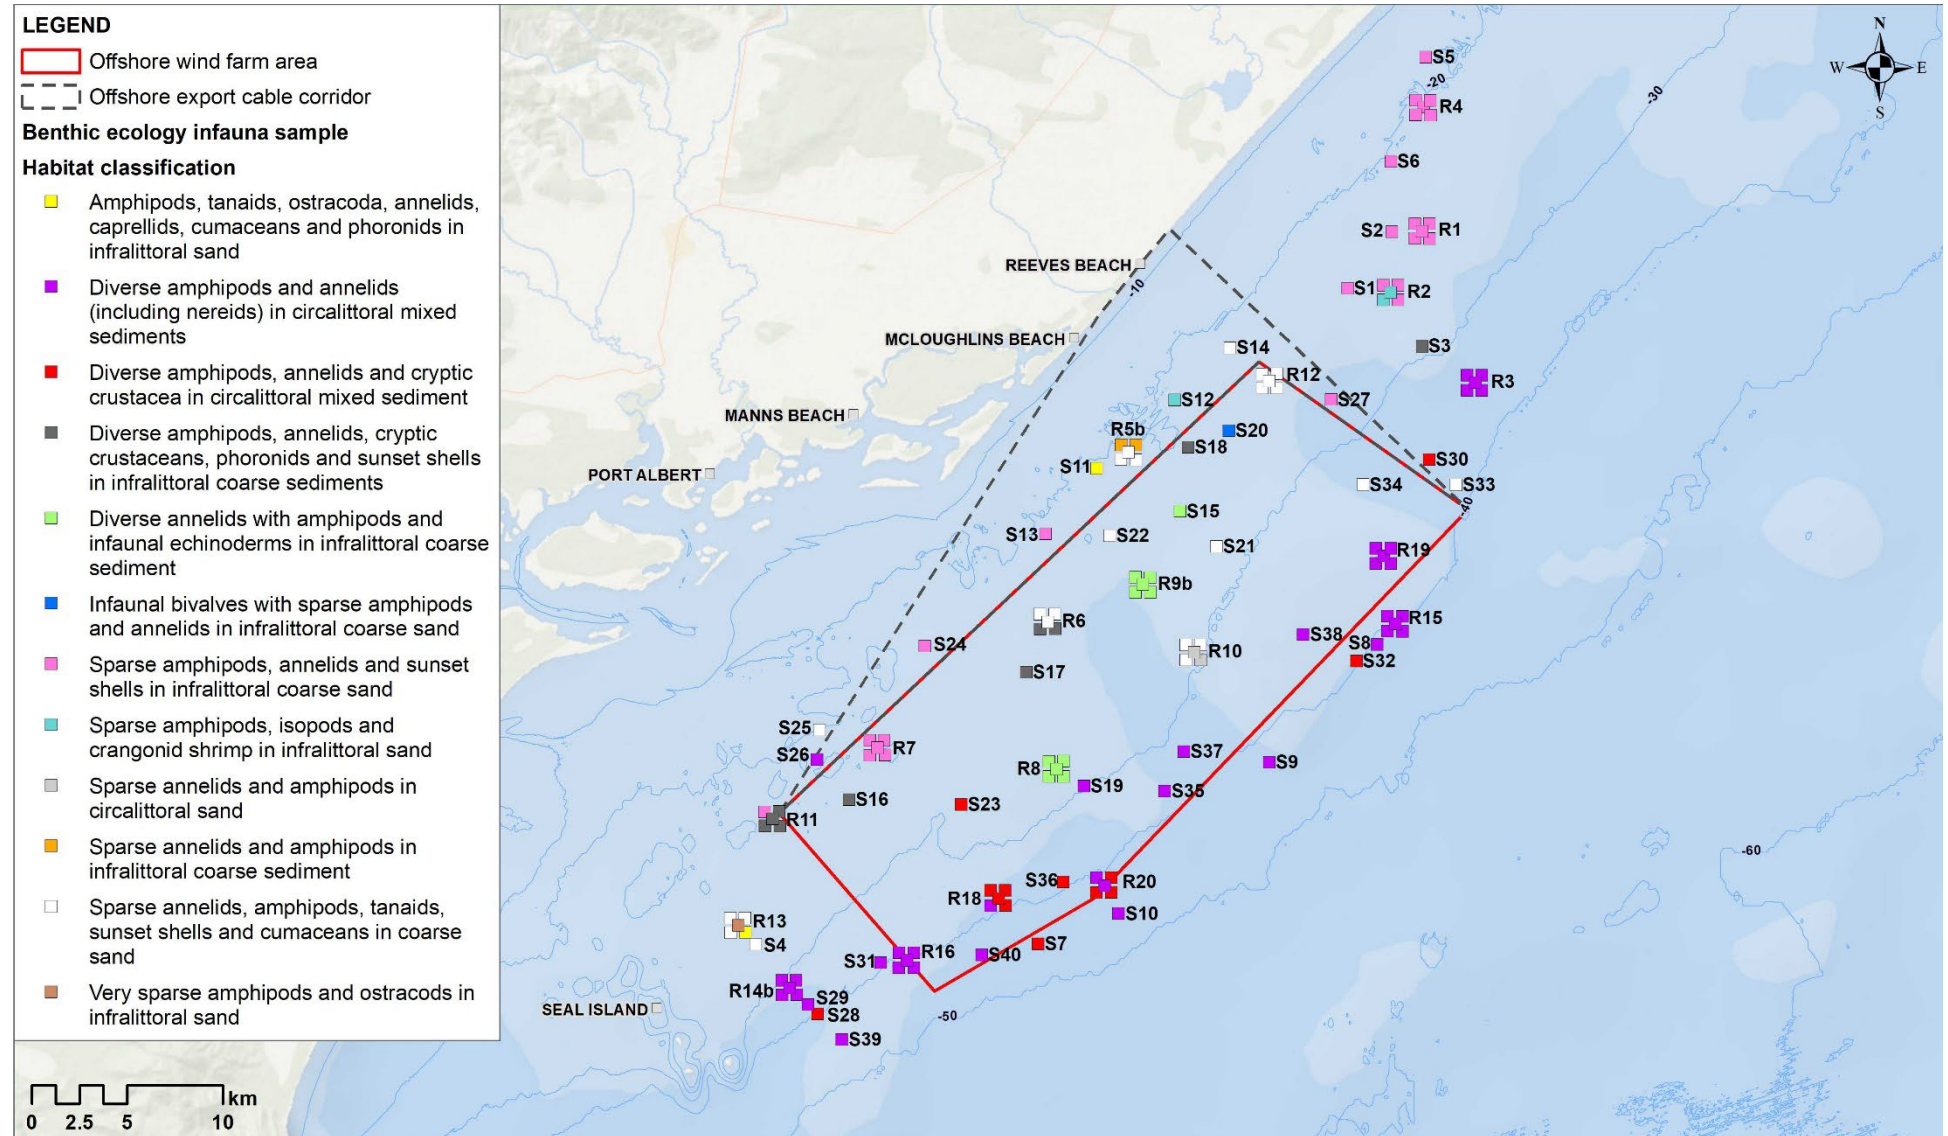 LEGEND
Offshore wind farm area
Offshore export cable corridor
Benthic ecology infauna sample
Habitat classification
Amphipods, tanaids, ostracoda, annelids,
caprellids, cumaceans and phoronids in
infralittoral sand
Diverse amphipods and annelids
(including nereids) in circalittoral mixed
sediments
Diverse amphipods, annelids and cryptic
crustacea in circalittoral mixed sediment
Diverse amphipods, annelids, cryptic
crustaceans, phoronids and sunset shells
in infralittoral coarse sediments
Diverse annelids with amphipods and
infaunal echinoderms in infralittoral coarse
sediment
Infaunal bivalves with sparse amphipods
and annelids in infralittoral coarse sand
Sparse amphipods, annelids and sunset
shells in infralittoral coarse sand
Sparse amphipods, isopods and
crangonid shrimp in infralittoral sand
Sparse annelids and amphipods in
circalittoral sand
Sparse annelids and amphipods in
infralittoral coarse sediment
Sparse annelids, amphipods, tanaids,
sunset shells and cumaceans in coarse
sand
Very sparse amphipods and ostracods in
infralittoral sand
km
0 2.5 5 10
N
W E
S
S5
-20
-30
R4
S6
S2
R1
REEVES BEACH
-10
S1
R2
MCLOUGHLINS BEACH
S14
S3
R12
R3
S12
S27
MANNS BEACH
R5b
S20
S18
S30
S11
PORT ALBERT
S34
S33
-40
S15
S13
S22
S21
R19
R9b
R6
R15
S38
S8
S24
R10
S32
S17
S25
R7
S26
S37
S9
R8
S19
S35
S16
S23
R11
-60
S36
R20
R18
S10
R13
S4
S7
R16
S40
S31
R14b
S29
SEAL ISLAND
S28
-50
S39